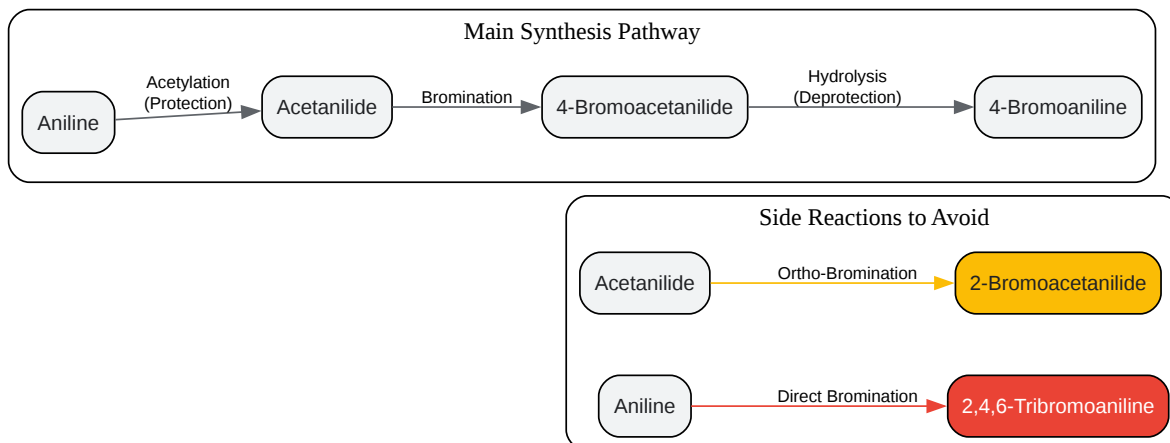 Main Synthesis Pathway
Aniline
Acetylation
(Protection)
Acetanilide
Bromination
4-Bromoacetanilide
Hydrolysis
(Deprotection)
4-Bromoaniline
Side Reactions to Avoid
Acetanilide
Ortho-Bromination
2-Bromoacetanilide
Aniline
Direct Bromination
2,4,6-Tribromoaniline